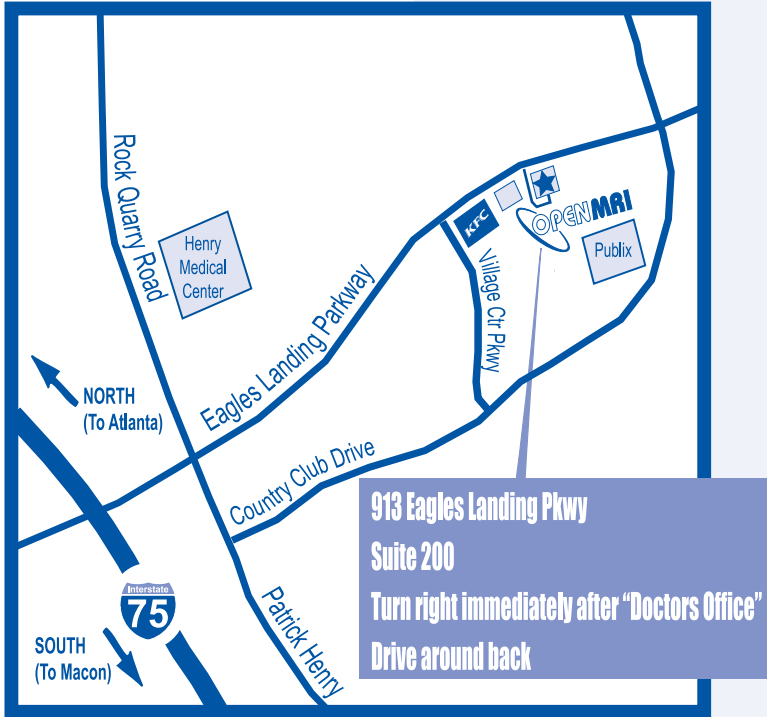 Rock Quarry Road
Henry
Medical
Center
Eagles Landing Parkway
KFC
OPENMRI
Publix
Village Ctr Pkwy
NORTH
(To Atlanta)
Country Club Drive
Interstate
75
SOUTH
(To Macon)
Patrick Henry
913 Eagles Landing Pkwy
Suite 200
Turn right immediately after “Doctors Office”
Drive around back